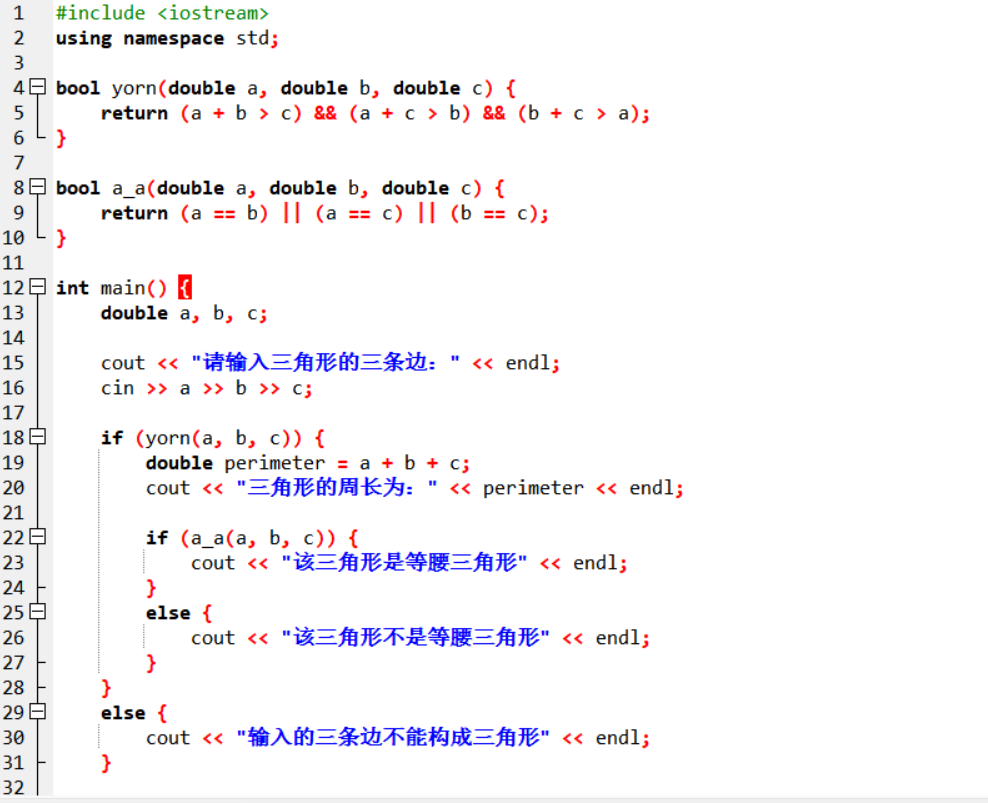 1 #include <iostream>
2 using namespace std;
3
4 bool yorn(double a, double b, double c) {
5     return (a + b > c) && (a + c > b) && (b + c > a);
6 }
7
8 bool a_a(double a, double b, double c) {
9     return (a == b) || (a == c) || (b == c);
10 }
11
12 int main() {
13     double a, b, c;
14
15     cout << "请输入三角形的三条边：" << endl;
16     cin >> a >> b >> c;
17
18     if (yorn(a, b, c)) {
19         double perimeter = a + b + c;
20         cout << "三角形的周长为：" << perimeter << endl;
21
22         if (a_a(a, b, c)) {
23             cout << "该三角形是等腰三角形" << endl;
24         }
25         else {
26             cout << "该三角形不是等腰三角形" << endl;
27         }
28     }
29     else {
30         cout << "输入的三条边不能构成三角形" << endl;
31     }
32